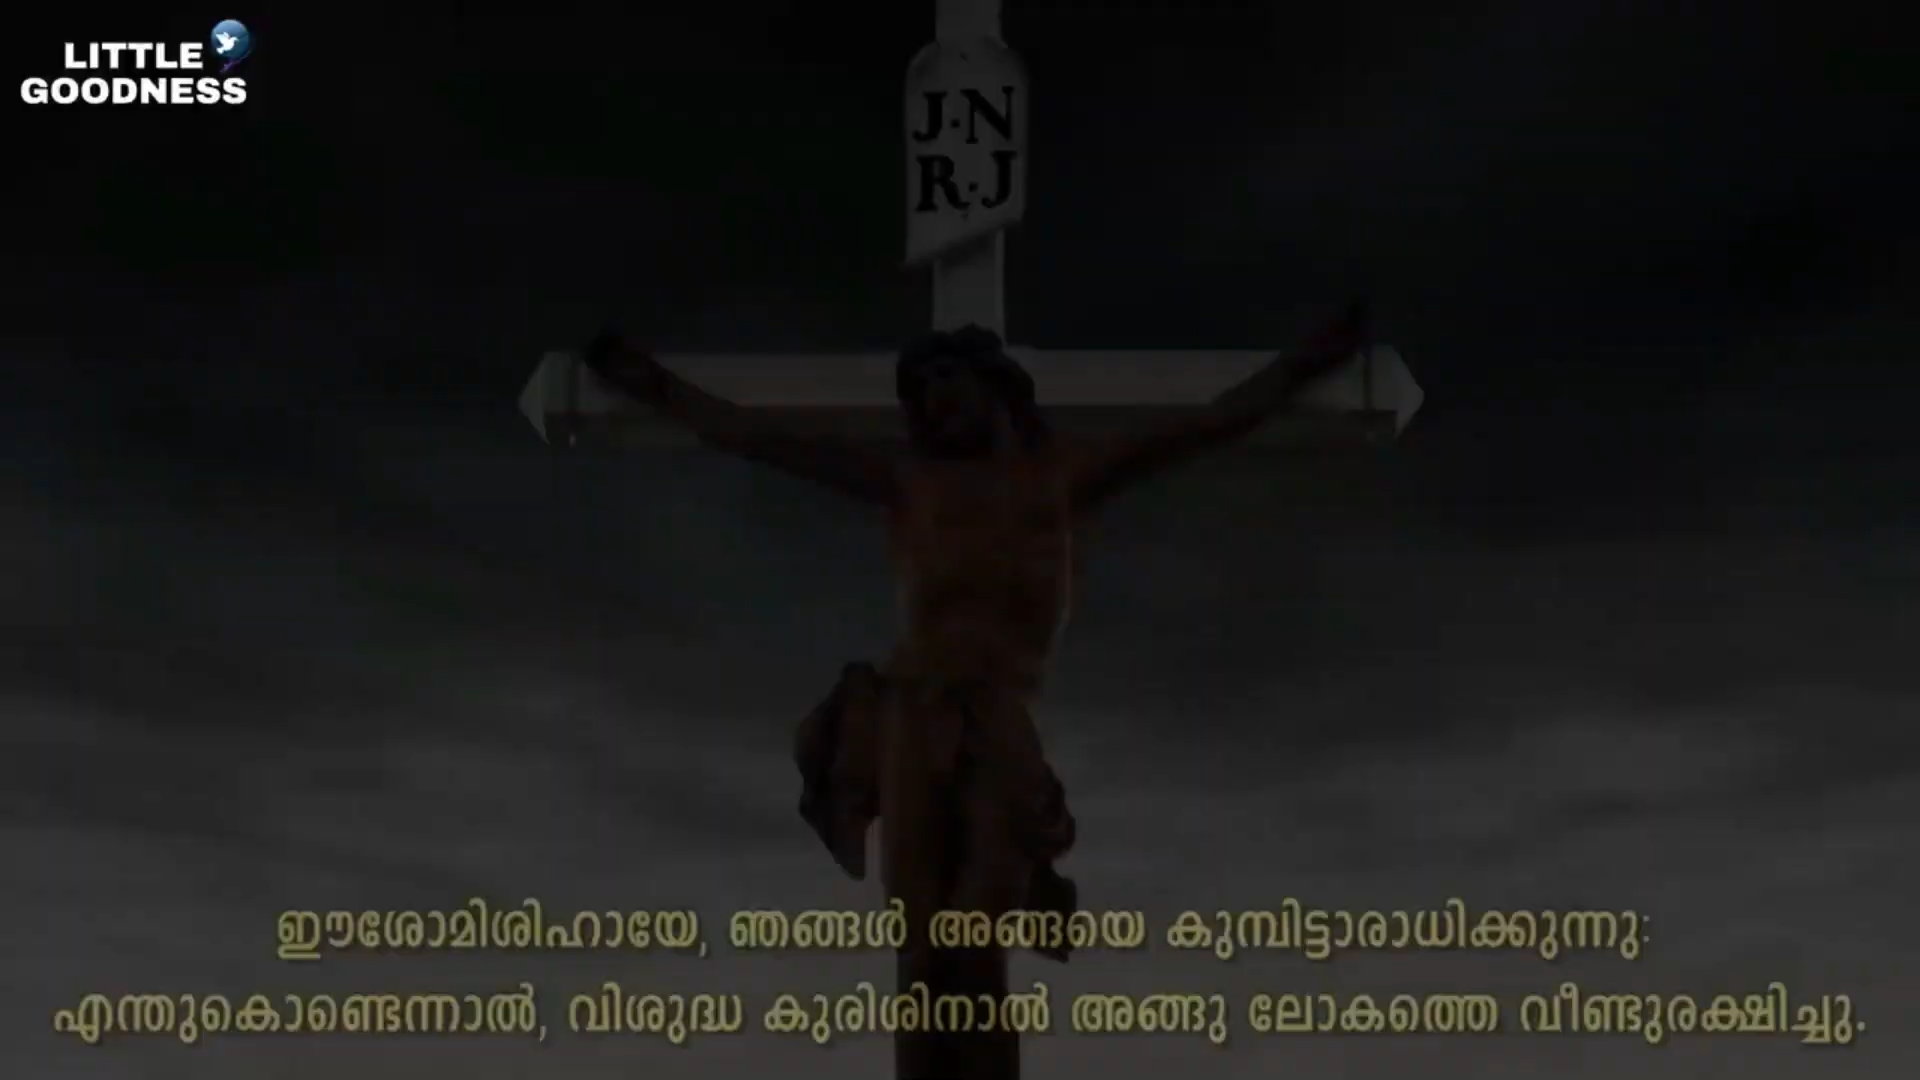 LITTLE
GOODNESS
J·N
R·J
ഈശോമിശിഹായേ, ഞങ്ങൾ അങ്ങയെ കുമ്പിട്ടാരാധിക്കുന്നു:
എന്തുകൊണ്ടെന്നാൽ, വിശുദ്ധ കുരിശിനാൽ അങ്ങു ലോകത്തെ വീണ്ടുരക്ഷിച്ചു.